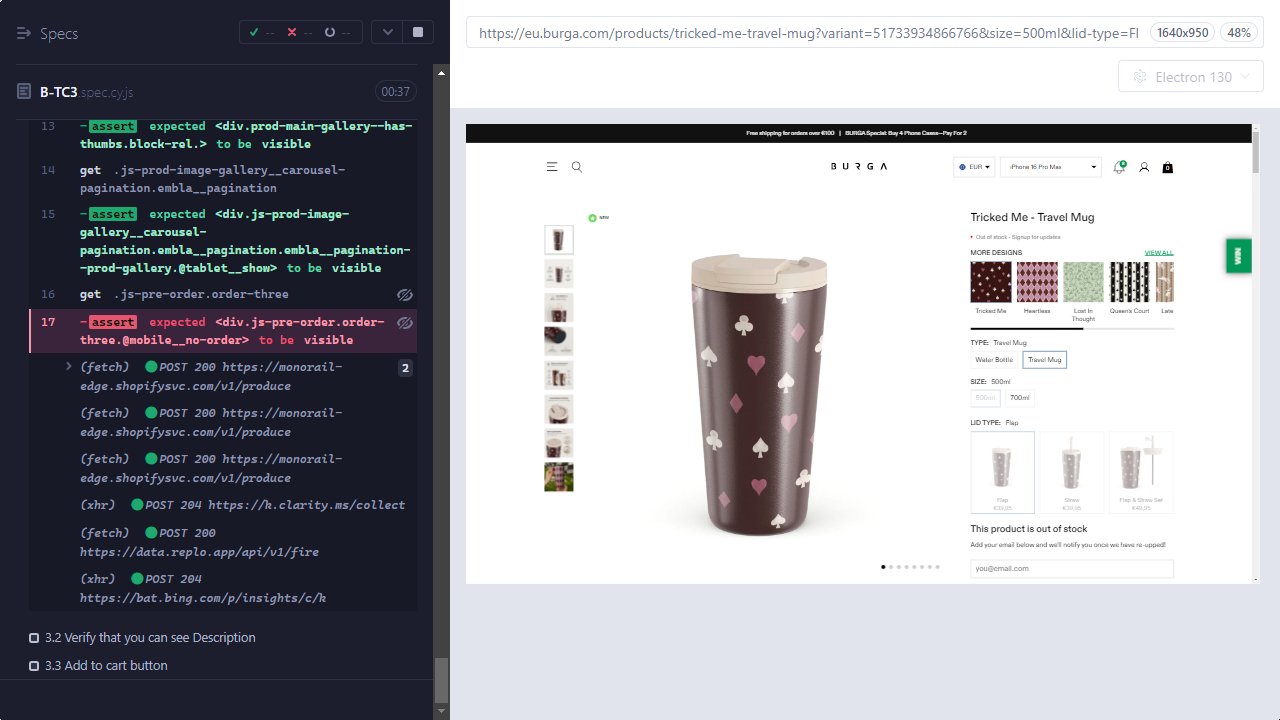 Specs
-- -- --
B-TC3.spec.cy.js
00:37
13 -assert expected <div.prod-main-gallery--has-
thumbs.block-rel.> to be visible
14 get .js-prod-image-gallery__carousel-
pagination.embla__pagination
15 -assert expected <div.js-prod-image-
gallery__carousel-
pagination.embla__pagination.embla__pagination-
-prod-gallery.@tablet__show> to be visible
16 get .js-pre-order.order-three
17 -assert expected <div.js-pre-order.order-
three.@mobile__no-order> to be visible
(fetch) POST 200 https://monorail-
edge.shopifysvc.com/v1/produce
2
(fetch) POST 200 https://monorail-
edge.shopifysvc.com/v1/produce
(fetch) POST 200 https://monorail-
edge.shopifysvc.com/v1/produce
(xhr) POST 204 https://k.clarity.ms/collect
(fetch) POST 200
https://data.replo.app/api/v1/fire
(xhr) POST 204
https://bat.bing.com/p/insights/c/k
3.2 Verify that you can see Description
3.3 Add to cart button
https://eu.burga.com/products/tricked-me-travel-mug?variant=51733934866766&size=500ml&lid-type=Fl
1640x950
48%
Electron 130
Free shipping for orders over €100 | BURGA Special: Buy 4 Phone Cases—Pay For 2
BURGA
EUR
iPhone 16 Pro Max
0
NEW
Tricked Me - Travel Mug
Out of stock - Signup for updates
MORE DESIGNS
VIEW ALL
Tricked Me
Heartless
Lost In
Thought
Queen's Court
Late
TYPE: Travel Mug
Water Bottle
Travel Mug
SIZE: 500ml
500ml
700ml
LID TYPE: Flap
Flap
€39,95
Straw
€39,95
Flap & Straw Set
€49,95
This product is out of stock
Add your email below and we'll notify you once we have re-upped!
you@email.com